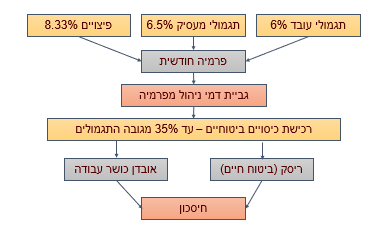 תגמולי עובד 6%
תגמולי מעסיק 6.5%
פיצויים 8.33%
פרמיה חודשית
גביית דמי ניהול מפרמיה
רכישת כיסויים ביטוחיים – עד 35% מגובה התגמולים
ריסק (ביטוח חיים)
אובדן כושר עבודה
חיסכון